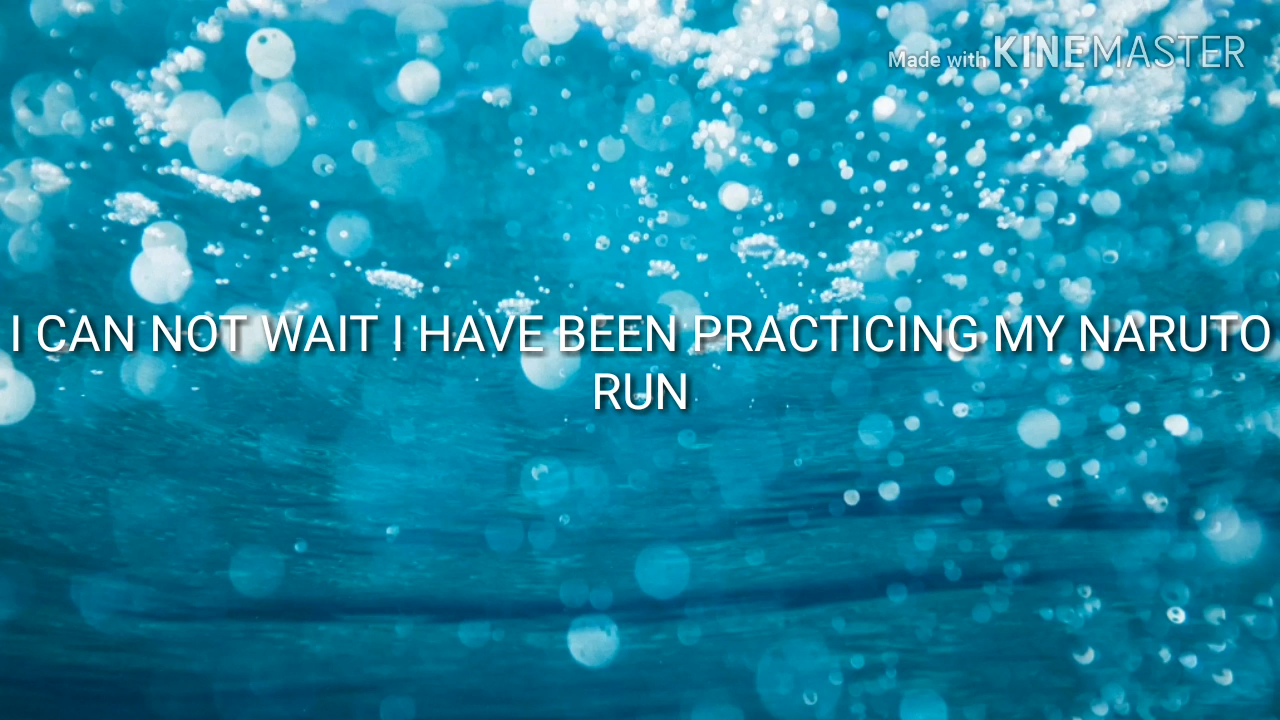 Made with KINEMASTER
I CAN NOT WAIT I HAVE BEEN PRACTICING MY NARUTO
RUN